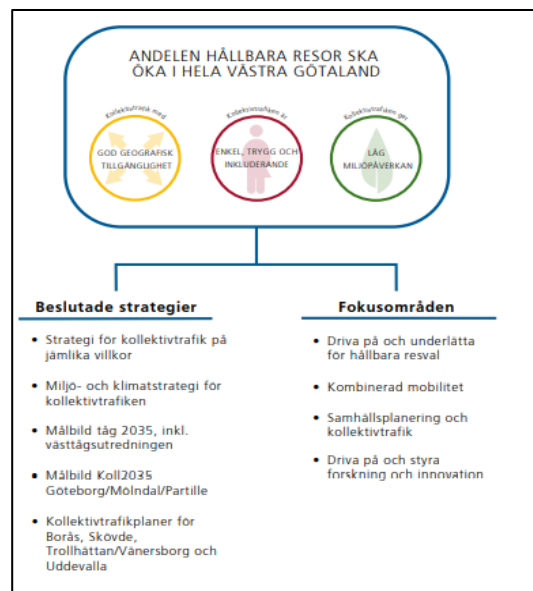 ANDELEN HÅLLBARA RESOR SKA
ÖKA I HELA VÄSTRA GÖTALAND
Kollektivtrafik med
GOD GEOGRAFISK
TILLGÄNGLIGHET
Kollektivtrafiken är
ENKEL, TRYGG OCH
INKLUDERANDE
Kollektivtrafiken ger
LÅG
MILJÖPÅVERKAN
Beslutade strategier
• Strategi för kollektivtrafik på
jämlika villkor
• Miljö- och klimatstrategi för
kollektivtrafiken
• Målbild tåg 2035, inkl.
västtågsutredningen
• Målbild Koll2035
Göteborg/Mölndal/Partille
• Kollektivtrafikplaner för
Borås, Skövde,
Trollhättan/Vänersborg och
Uddevalla
Fokusområden
• Driva på och underlätta
för hållbara resval
• Kombinerad mobilitet
• Samhällsplanering och
kollektivtrafik
• Driva på och styra
forskning och innovation